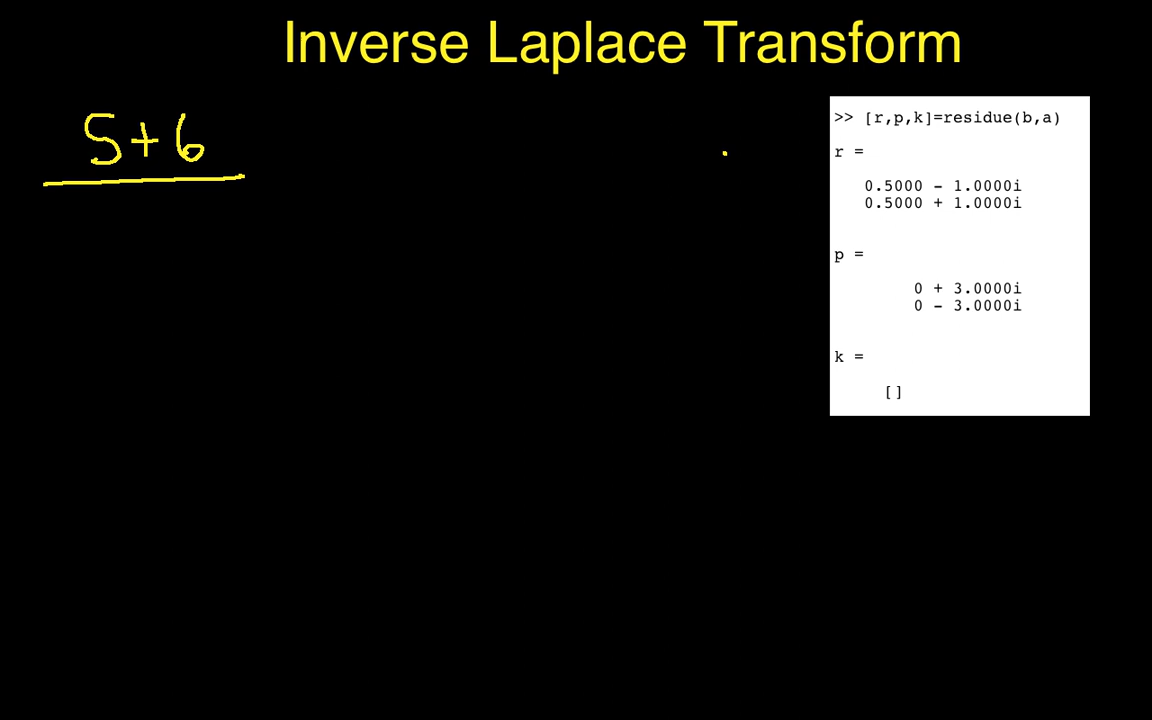 Inverse Laplace Transform
s+6
>> [r,p,k]=residue(b,a)
r =
0.5000 - 1.0000i
0.5000 + 1.0000i
p =
0 + 3.0000i
0 - 3.0000i
k =
[]